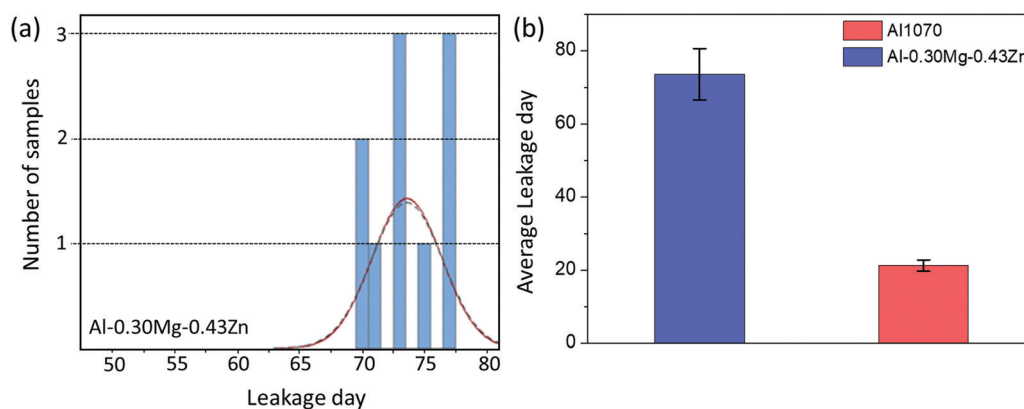 (a)
Number of samples
3
2
1
Al-0.30Mg-0.43Zn
50 55 60 65 70 75 80
Leakage day
(b)
Average Leakage day
80
60
40
20
0
Al1070
Al-0.30Mg-0.43Zn